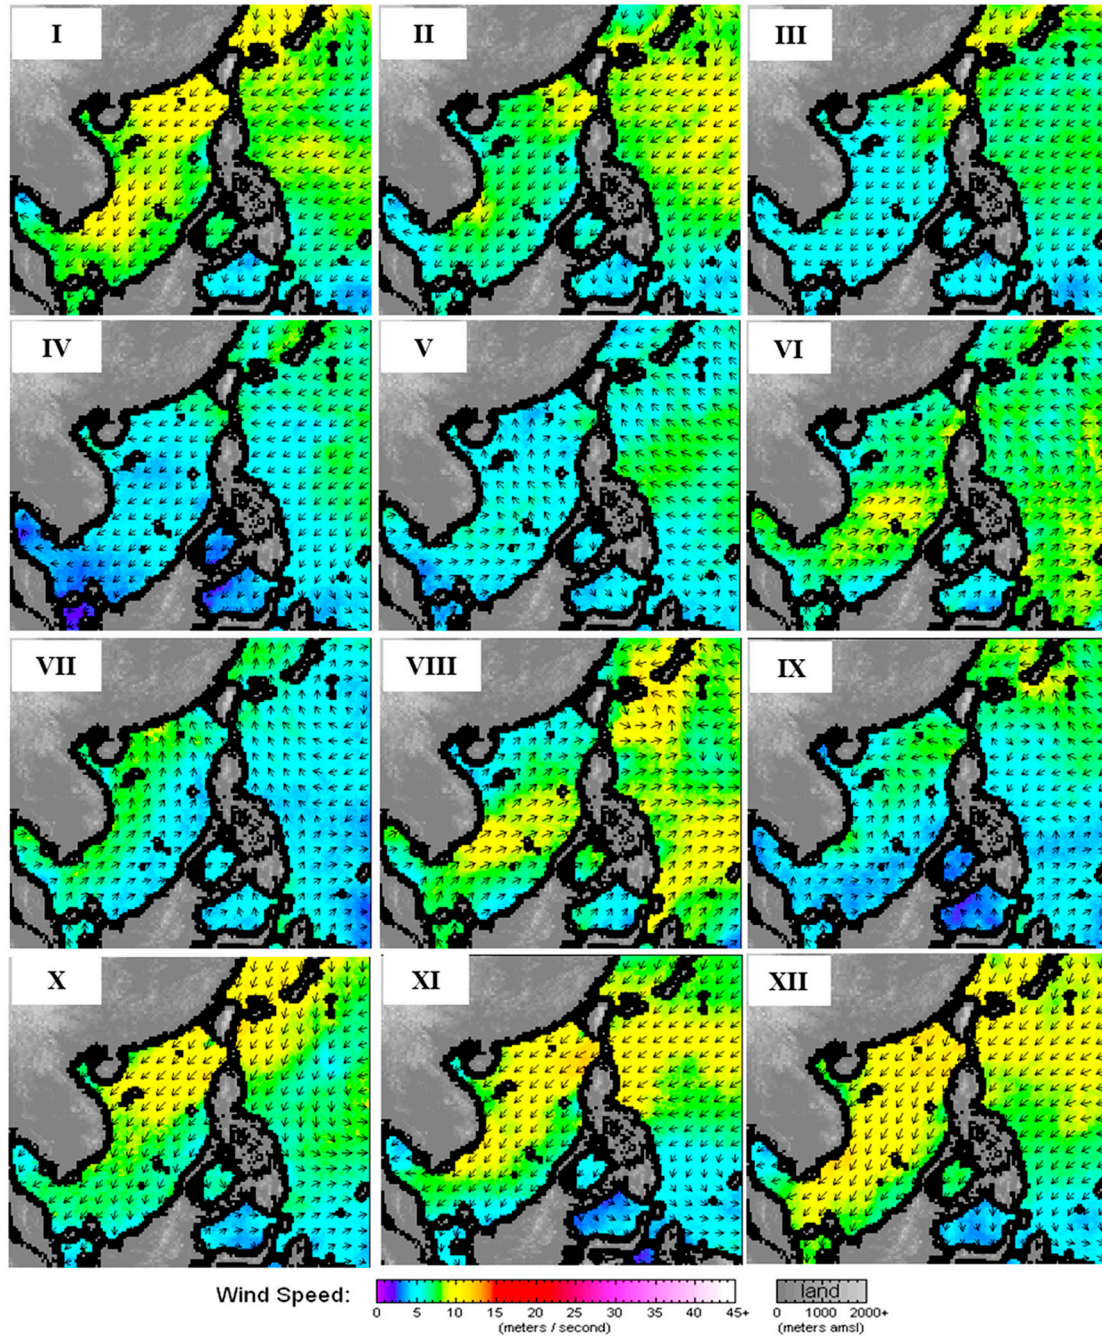 I
II
III
IV
V
VI
VII
VIII
IX
X
XI
XII
Wind Speed:
0 5 10 15 20 25 30 35 40 45+
(meters / second)
land
0 1000 2000+
(meters amsl)